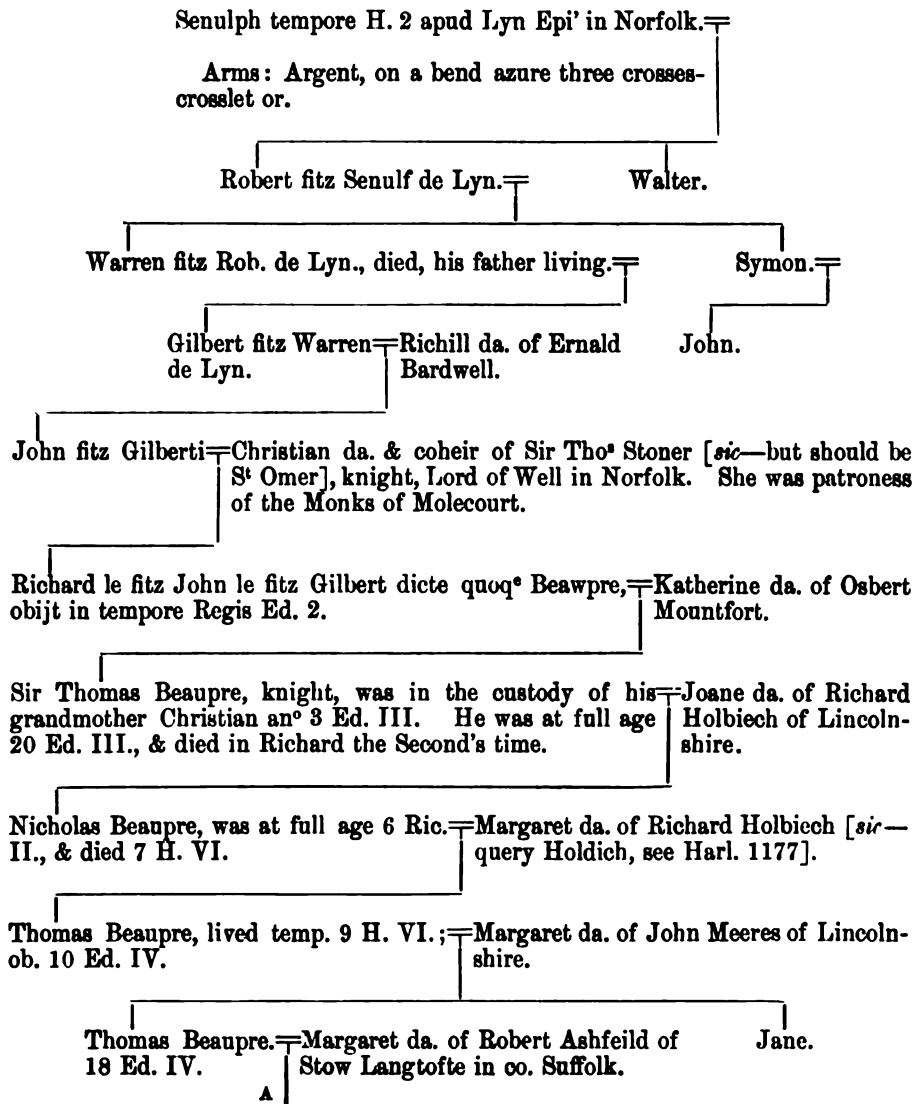 Senulph tempore H. 2 apud Lyn Epi' in Norfolk.
Arms: Argent, on a bend azure three crosses-
crosslet or.
Robert fitz Senulf de Lyn. Walter.
Warren fitz Rob. de Lyn., died, his father living. Symon.
Gilbert fitz Warren Richill da. of Ernald John.
de Lyn. Bardwell.
John fitz Gilberti Christian da. & coheir of Sir Thoˢ Stoner [sic—but should be
Sᵗ Omer], knight, Lord of Well in Norfolk. She was patroness
of the Monks of Molecourt.
Richard le fitz John le fitz Gilbert dicte quoqᵉ Beawpre, Katherine da. of Osbert
obijt in tempore Regis Ed. 2. Mountfort.
Sir Thomas Beaupre, knight, was in the custody of his Joane da. of Richard
grandmother Christian anº 3 Ed. III. He was at full age Holbiech of Lincoln-
20 Ed. III., & died in Richard the Second's time. shire.
Nicholas Beaupre, was at full age 6 Ric. Margaret da. of Richard Holbiech [sic—
II., & died 7 H. VI. query Holdich, see Harl. 1177].
Thomas Beaupre, lived temp. 9 H. VI.; Margaret da. of John Meeres of Lincoln-
ob. 10 Ed. IV. shire.
Thomas Beaupre. Margaret da. of Robert Ashfeild of Jane.
18 Ed. IV. Stow Langtofte in co. Suffolk.
A